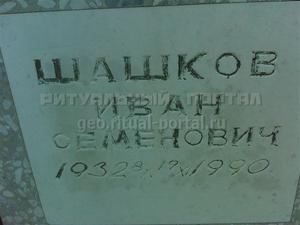 ШАШКОВ
РИТУАЛЬНЫЙ ПОРТАЛ
ИВАН
geo.ritual-portal.ru
СЕМЕНОВИЧ
1932 1990